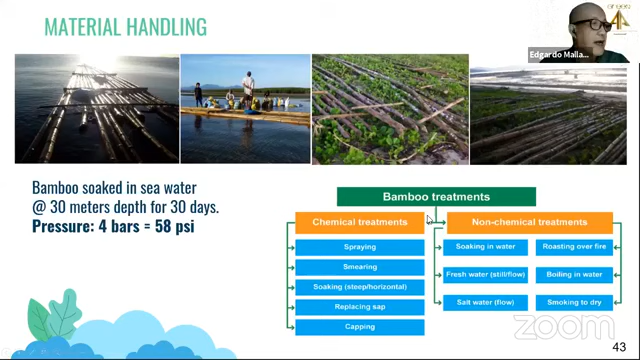 MATERIAL HANDLING
Edgardo Malla...
Bamboo soaked in sea water
@ 30 meters depth for 30 days.
Pressure: 4 bars = 58 psi
Bamboo treatments
Chemical treatments
Spraying
Smearing
Soaking (steep/horizontal)
Replacing sap
Capping
Non-chemical treatments
Soaking in water
Roasting over fire
Fresh water (still/flow)
Boiling in water
Salt water (flow)
Smoking to dry
zoom
43